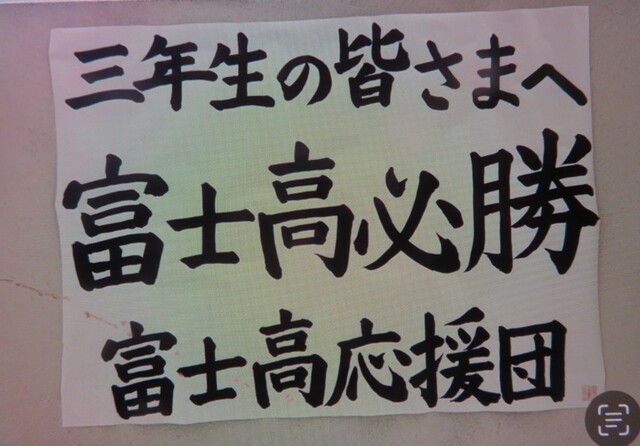 三年生の皆さまへ
富士高必勝
富士高応援団